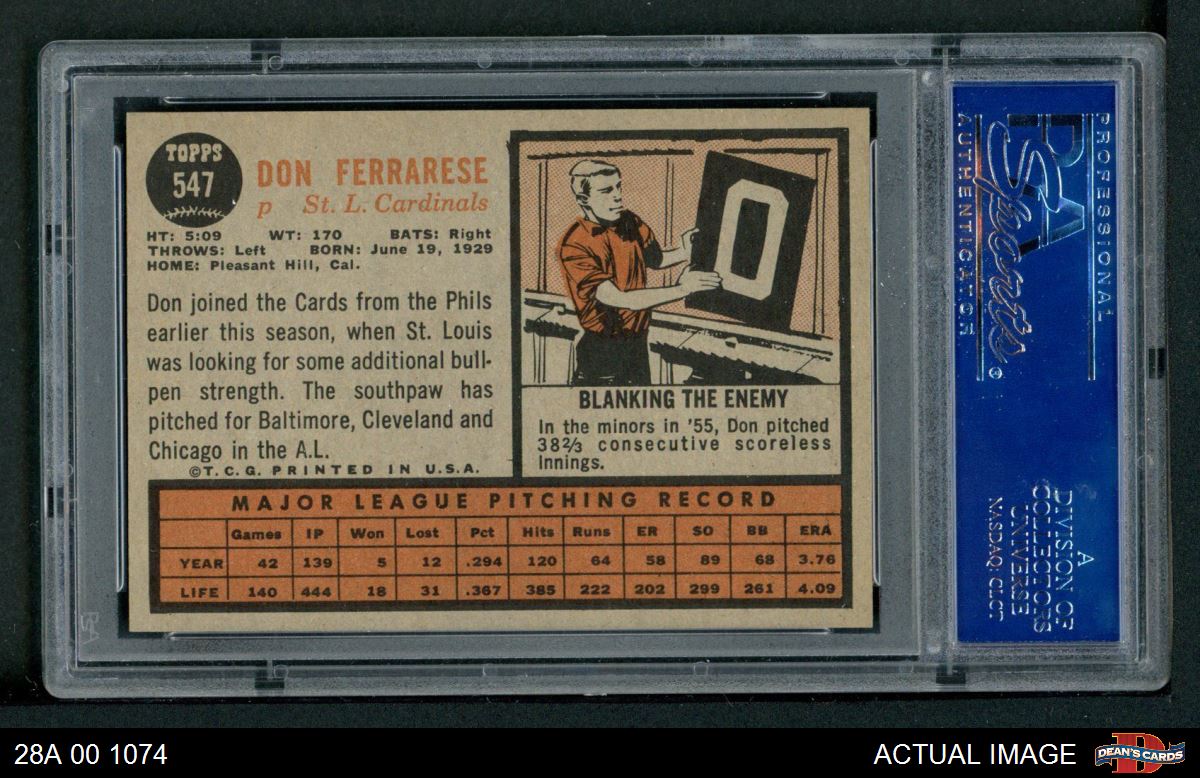 TOPPS
547
DON FERRARESE
p St. L. Cardinals
HT: 5:09 WT: 170 BATS: Right
THROWS: Left BORN: June 19, 1929
HOME: Pleasant Hill, Cal.
Don joined the Cards from the Phils
earlier this season, when St. Louis
was looking for some additional bull-
pen strength. The southpaw has
pitched for Baltimore, Cleveland and
Chicago in the A.L.
©T.C.G. PRINTED IN U.S.A.
0
BLANKING THE ENEMY
In the minors in '55, Don pitched
38⅔ consecutive scoreless
innings.
MAJOR LEAGUE PITCHING RECORD
Games IP Won Lost Pct Hits Runs ER SO BB ERA
YEAR 42 139 5 12 .294 120 64 58 89 68 3.76
LIFE 140 444 18 31 .367 385 222 202 299 261 4.09
PROFESSIONAL
PSA
Sports
®
AUTHENTICATOR
A
DIVISION OF
COLLECTORS
UNIVERSE
NASDAQ: CLCT
PSA
28A 00 1074
ACTUAL IMAGE
DEAN'S CARDS